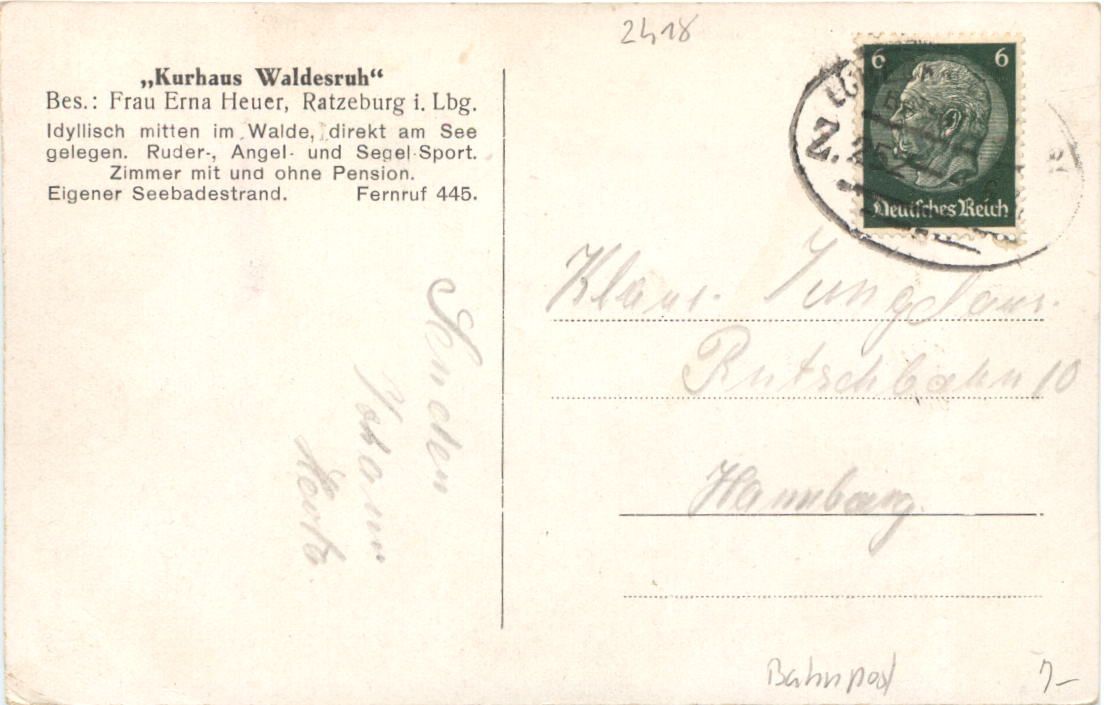 2418
„Kurhaus Waldesruh“
Bes.: Frau Erna Heuer, Ratzeburg i. Lbg.
Idyllisch mitten im Walde, direkt am See
gelegen. Ruder-, Angel- und Segel-Sport.
Zimmer mit und ohne Pension.
Eigener Seebadestrand. Fernruf 445.
6 6
Deutsches Reich
Z.
Klaus
Rutschbahn 10
Hamburg.
Bahnpost